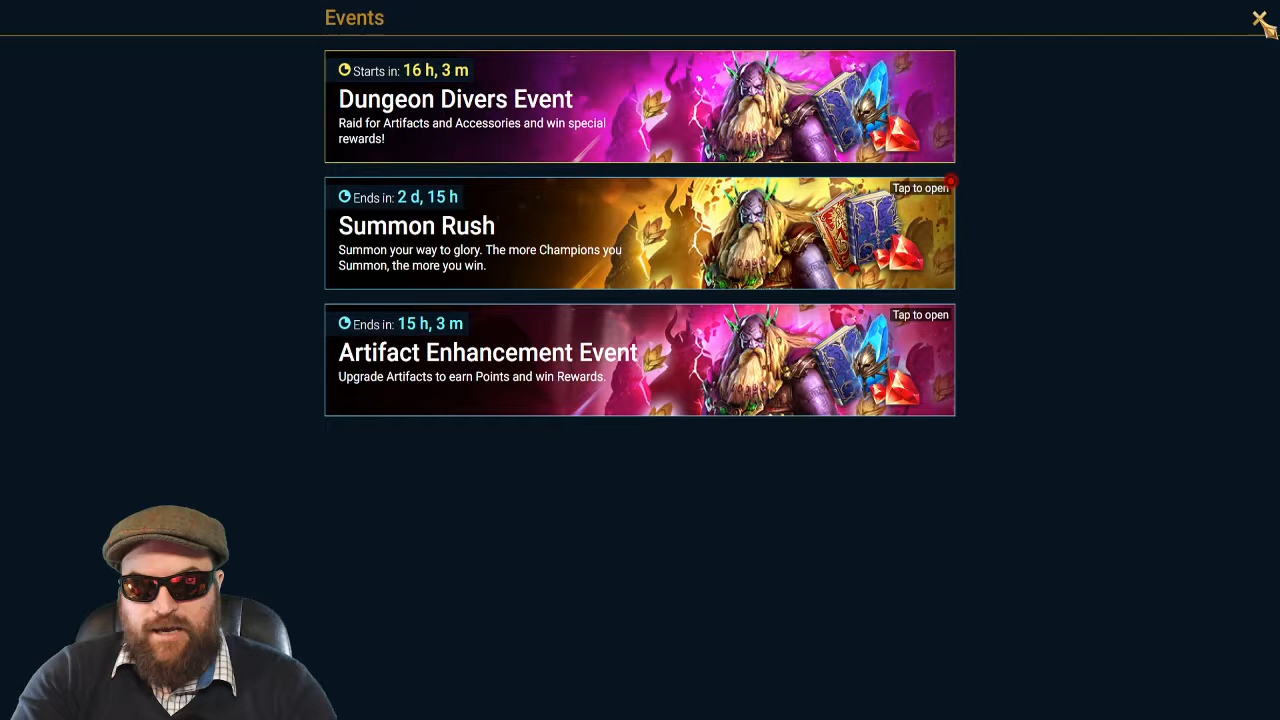 Events
Starts in: 16 h, 3 m
Dungeon Divers Event
Raid for Artifacts and Accessories and win special
rewards!
Ends in: 2 d, 15 h
Tap to open
Summon Rush
Summon your way to glory. The more Champions you
Summon, the more you win.
Ends in: 15 h, 3 m
Tap to open
Artifact Enhancement Event
Upgrade Artifacts to earn Points and win Rewards.